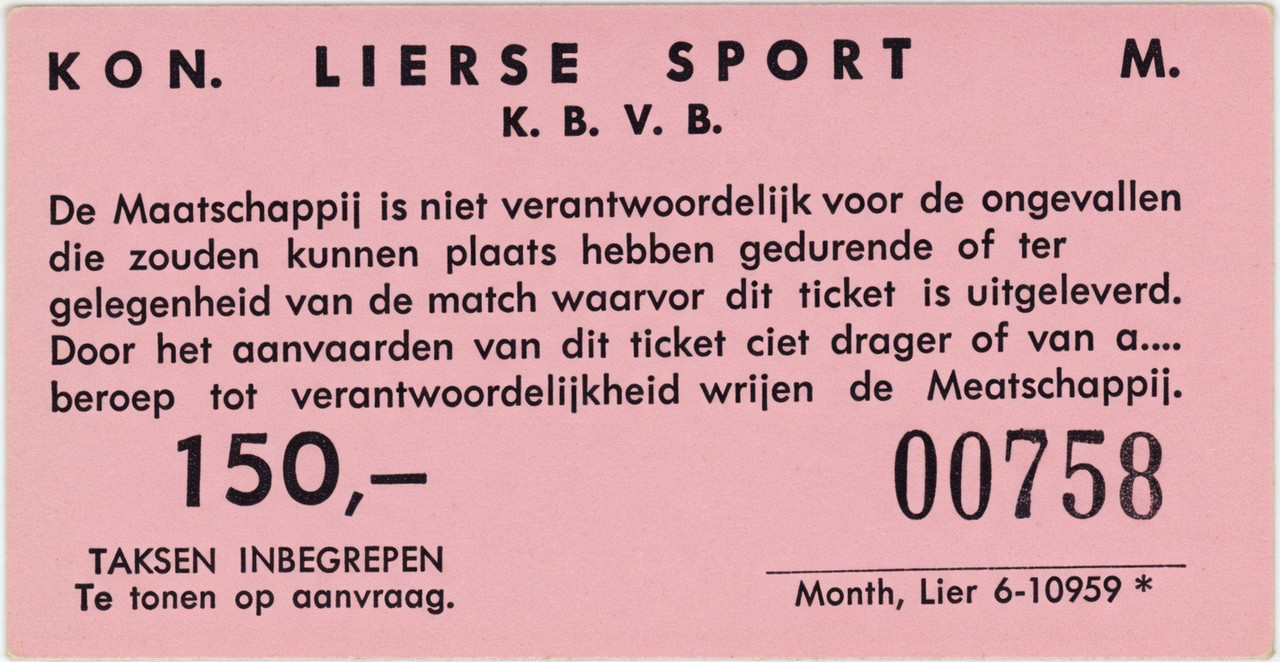 KON. LIERSE SPORT M.
K. B. V. B.
De Maatschappij is niet verantwoordelijk voor de ongevallen
die zouden kunnen plaats hebben gedurende of ter
gelegenheid van de match waarvor dit ticket is uitgeleverd.
Door het aanvaarden van dit ticket ciet drager of van a....
beroep tot verantwoordelijkheid wrijen de Meatschappij.
150,–
00758
TAKSEN INBEGREPEN
Te tonen op aanvraag.
Month, Lier 6-10959 *